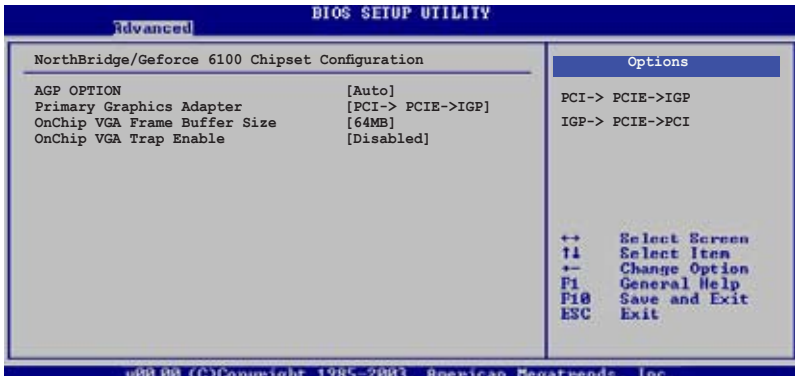 BIOS SETUP UTILITY
Advanced
NorthBridge/Geforce 6100 Chipset Configuration
AGP OPTION [Auto]
Primary Graphics Adapter [PCI-> PCIE->IGP]
OnChip VGA Frame Buffer Size [64MB]
OnChip VGA Trap Enable [Disabled]
Options
PCI-> PCIE->IGP
IGP-> PCIE->PCI
←→ Select Screen
↑↓ Select Item
+- Change Option
F1 General Help
F10 Save and Exit
ESC Exit
v00.00 (C)Copyright 1985-2003, American Megatrends, Inc.